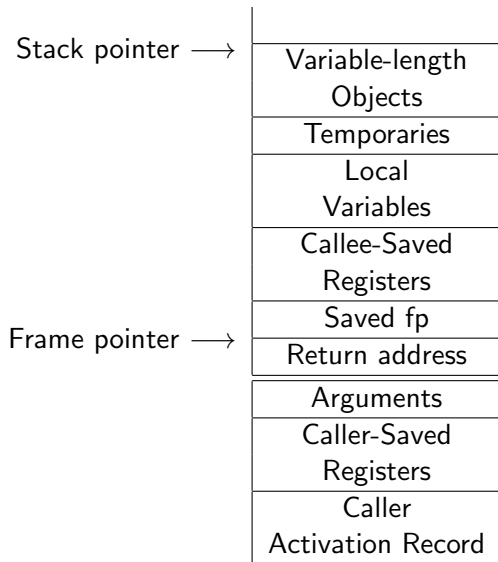 Stack pointer ⟶
Variable-length
Objects
Temporaries
Local
Variables
Callee-Saved
Registers
Saved fp
Frame pointer ⟶
Return address
Arguments
Caller-Saved
Registers
Caller
Activation Record